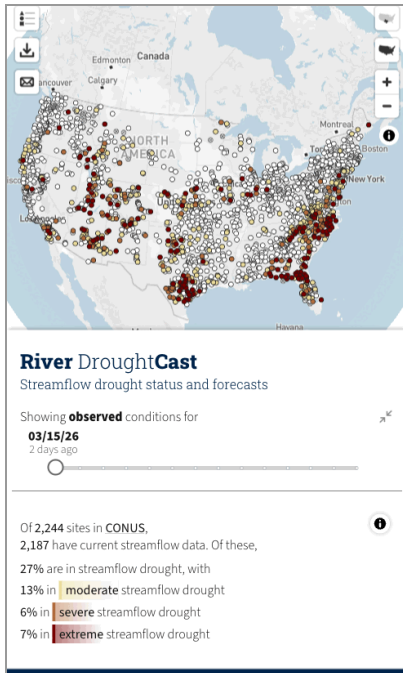 Edmonton
Canada
Calgary
ancouver
NORTH
AMERICA
Montreal
Boston
New York
Havana
+
−
i
River DroughtCast
Streamflow drought status and forecasts
Showing observed conditions for
03/15/26
2 days ago
Of 2,244 sites in CONUS,
2,187 have current streamflow data. Of these,
27% are in streamflow drought, with
13% in moderate streamflow drought
6% in severe streamflow drought
7% in extreme streamflow drought
i